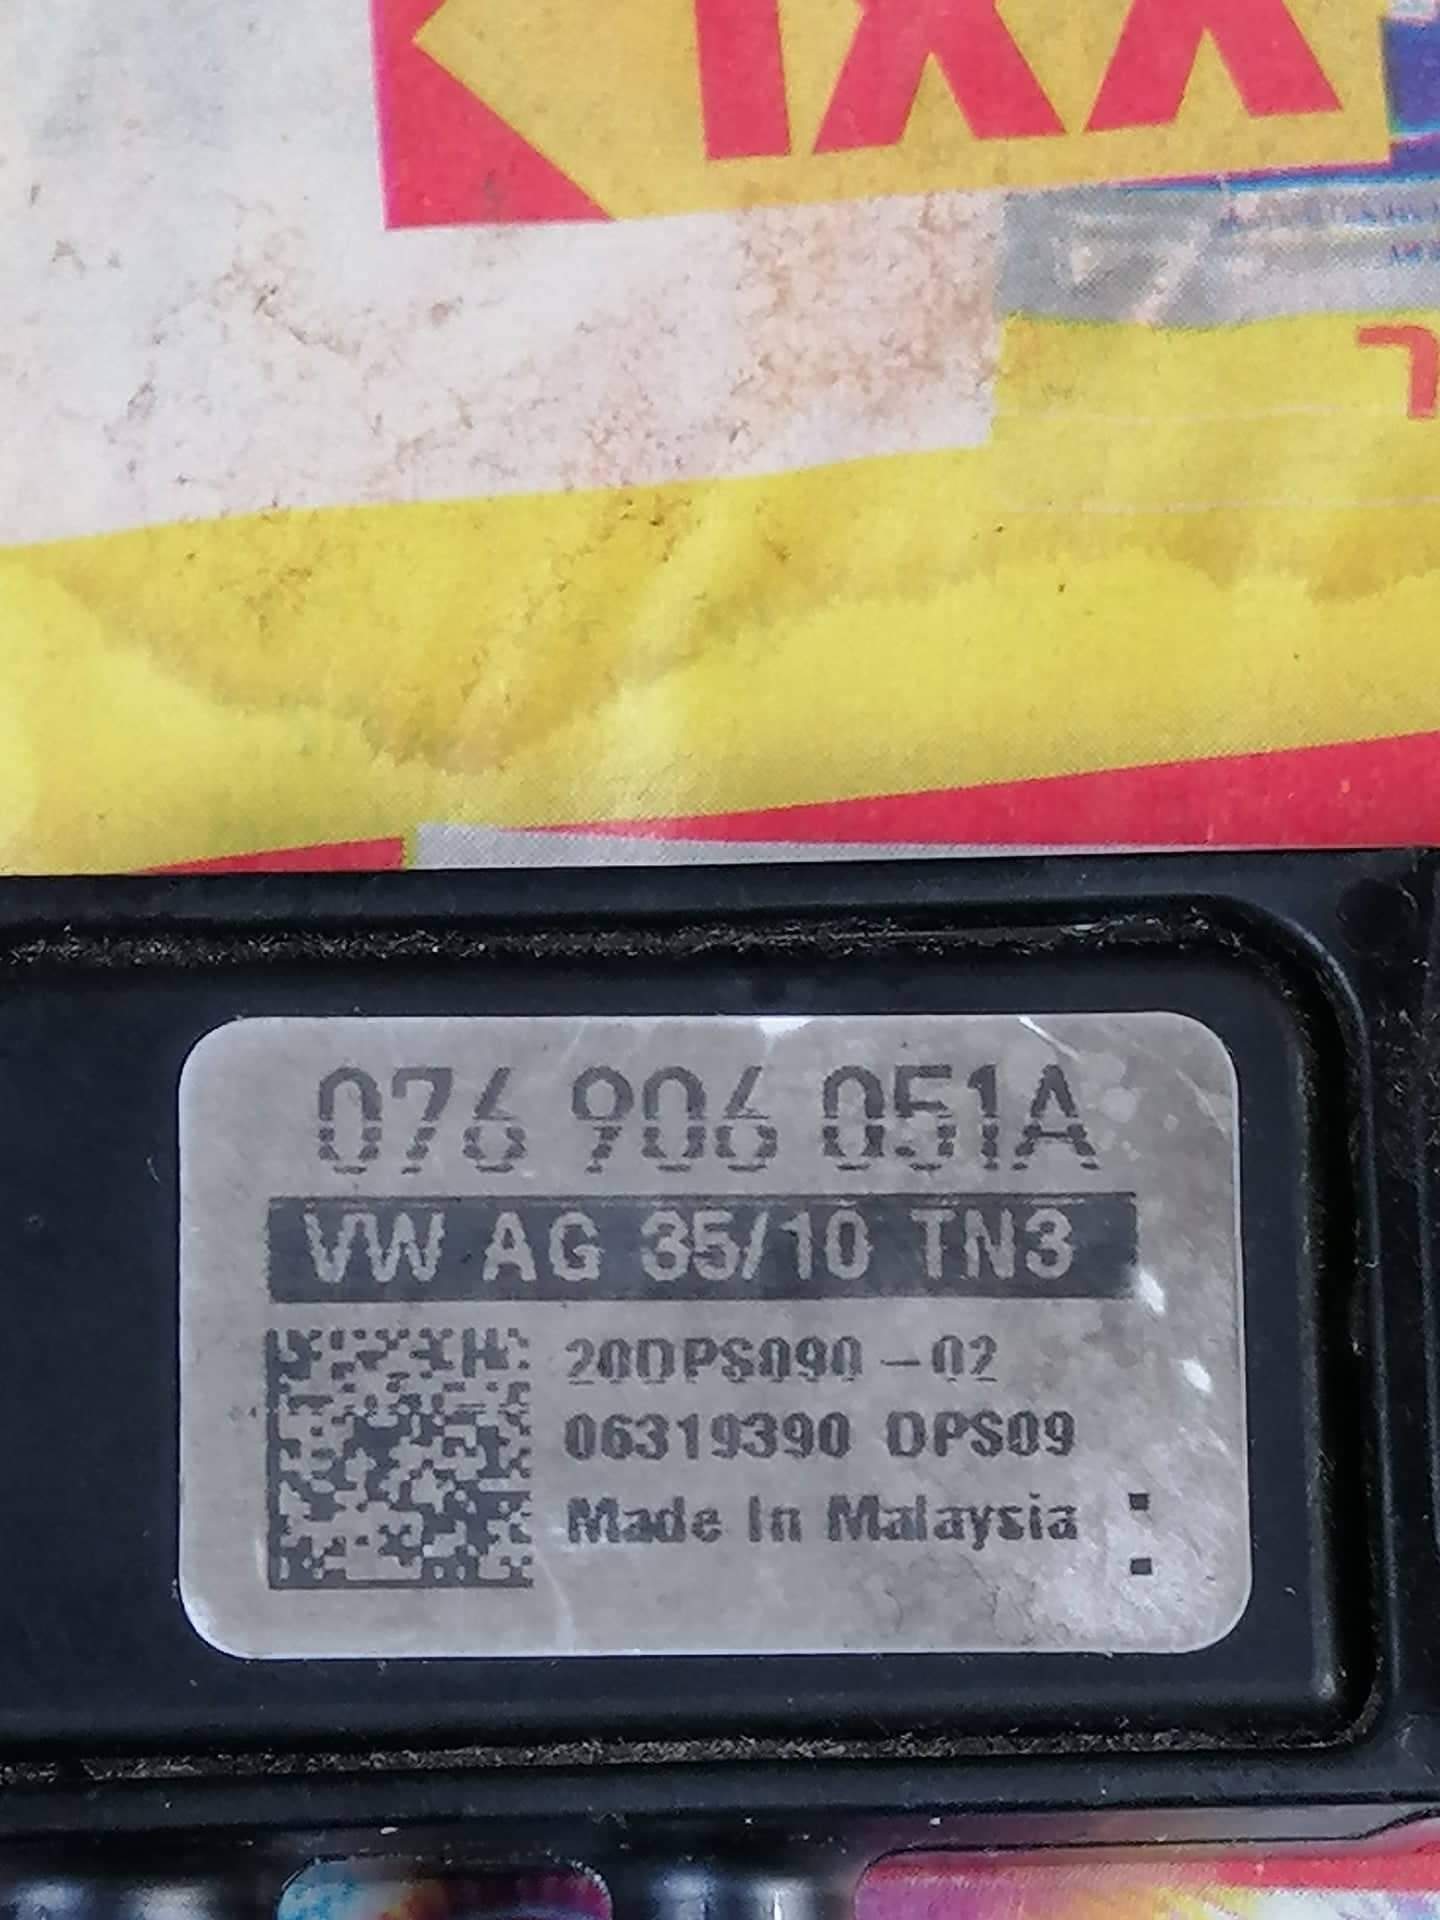 076 906 051A
VW AG 35/10 TN3
20DPS090-02
06319390 DPS09
Made In Malaysia